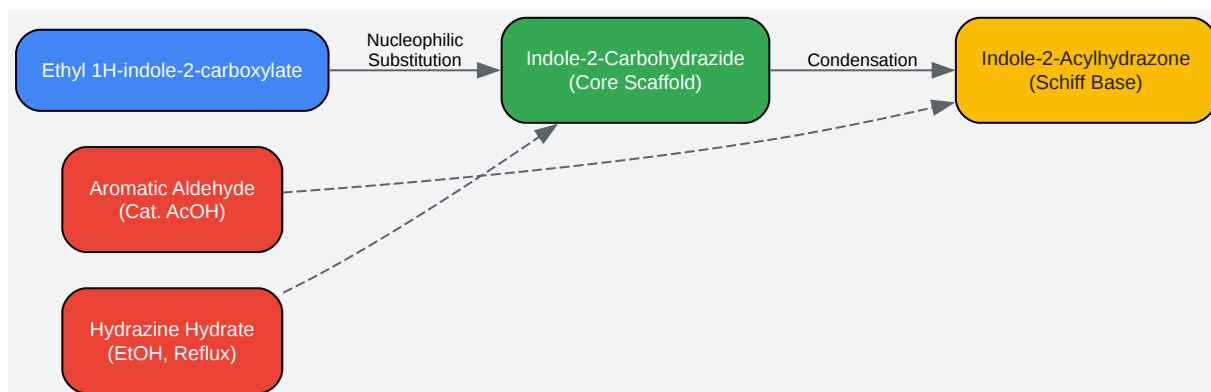 Ethyl 1H-indole-2-carboxylate
Nucleophilic
Substitution
Indole-2-Carbohydrazide
(Core Scaffold)
Condensation
Indole-2-Acylhydrazone
(Schiff Base)
Aromatic Aldehyde
(Cat. AcOH)
Hydrazine Hydrate
(EtOH, Reflux)